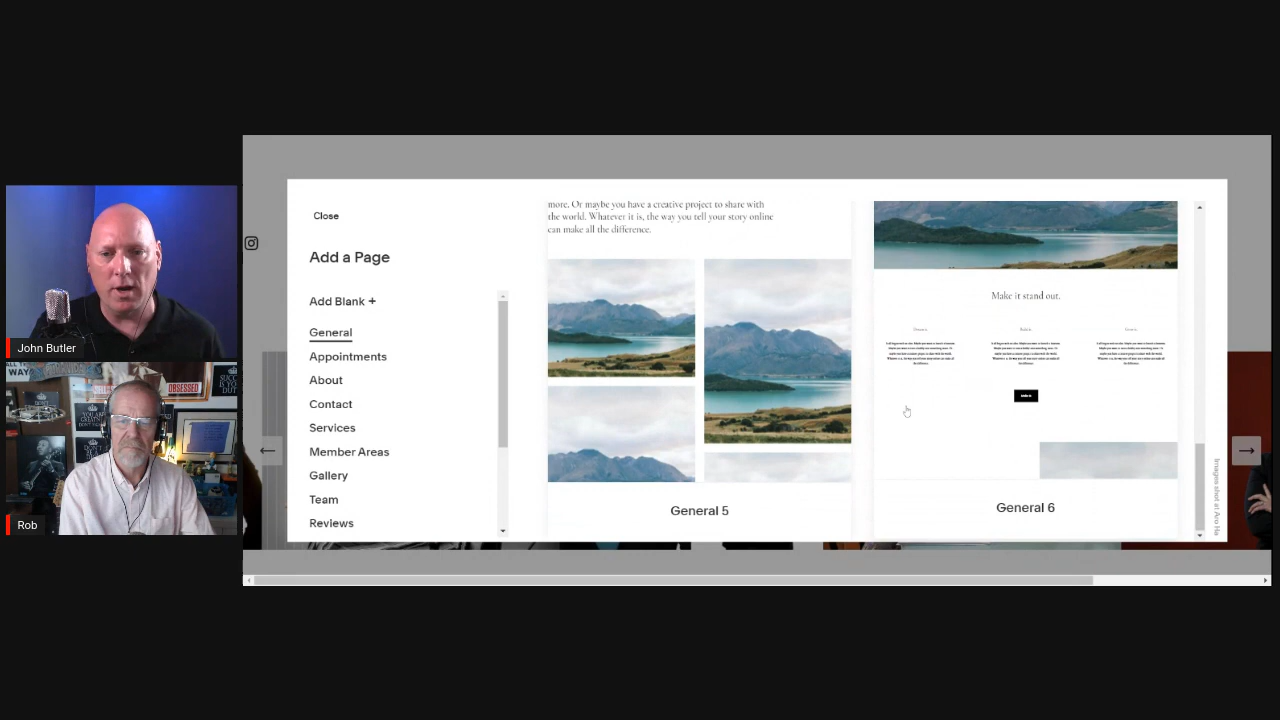 Close
Add a Page
Add Blank +
General
Appointments
About
Contact
Services
Member Areas
Gallery
Team
Reviews
more. Or maybe you have a creative project to share with
the world. Whatever it is, the way you tell your story online
can make all the difference.
General 5
Make it stand out.
General 6
John Butler
WAY
OBSESSED
Rob